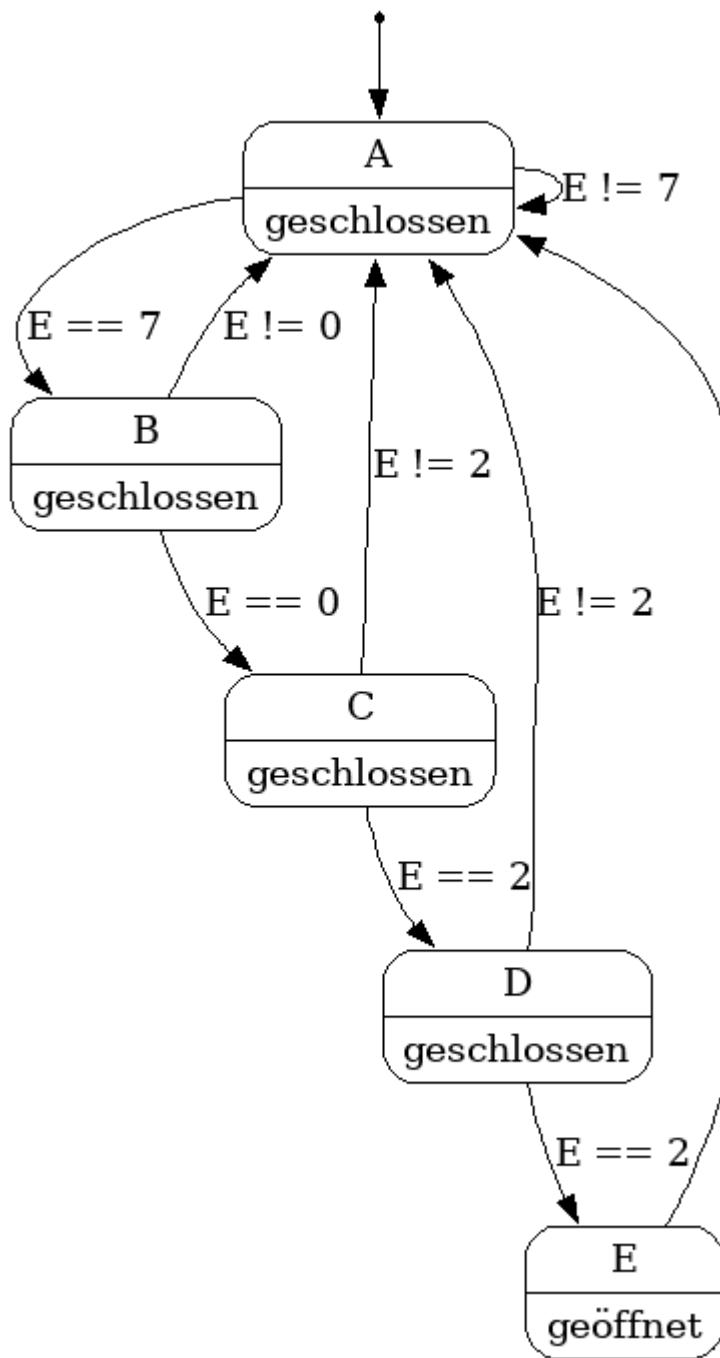 A
geschlossen
E != 7
E == 7
E != 0
B
geschlossen
E != 2
E == 0
E != 2
C
geschlossen
E == 2
D
geschlossen
E == 2
E
geöffnet